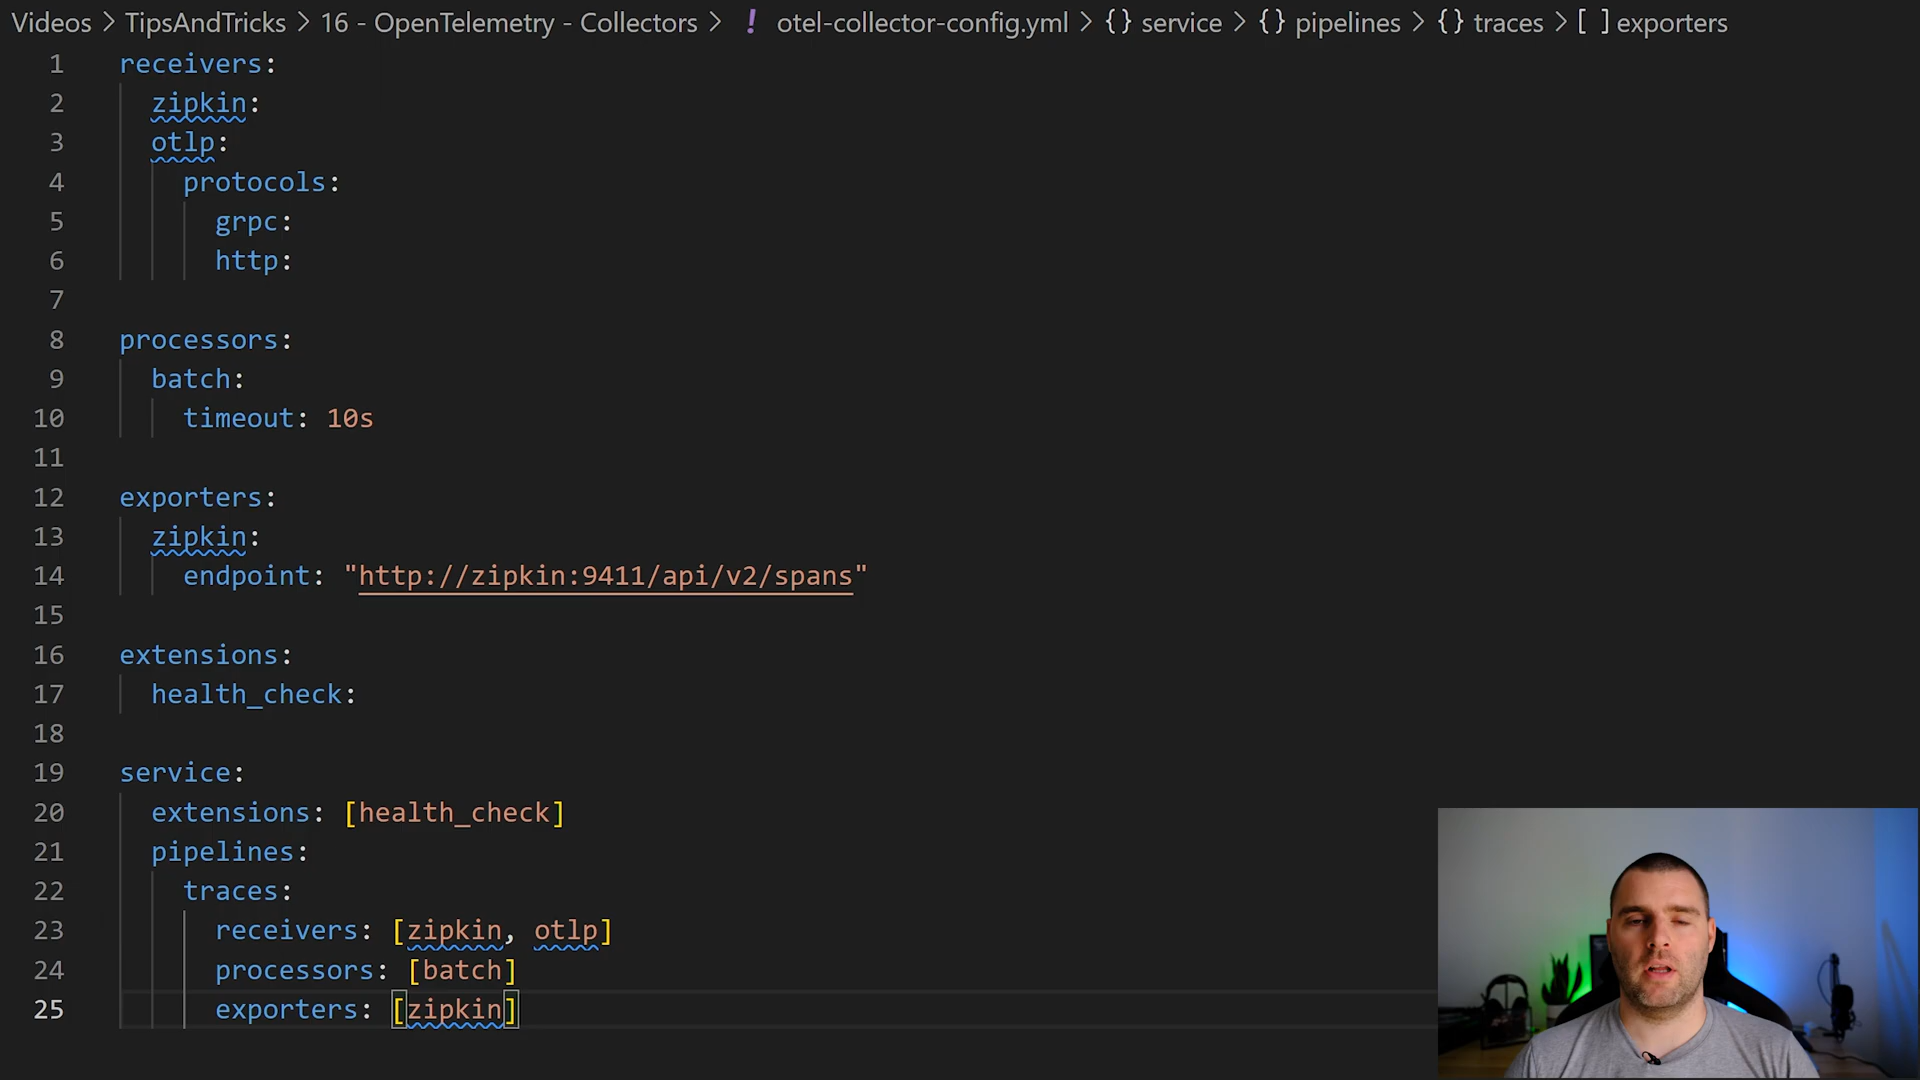 Videos > TipsAndTricks > 16 - OpenTelemetry - Collectors > ! otel-collector-config.yml > {} service > {} pipelines > {} traces > [ ] exporters
1 receivers:
2 zipkin:
3 otlp:
4 protocols:
5 grpc:
6 http:
7
8 processors:
9 batch:
10 timeout: 10s
11
12 exporters:
13 zipkin:
14 endpoint: "http://zipkin:9411/api/v2/spans"
15
16 extensions:
17 health_check:
18
19 service:
20 extensions: [health_check]
21 pipelines:
22 traces:
23 receivers: [zipkin, otlp]
24 processors: [batch]
25 exporters: [zipkin]